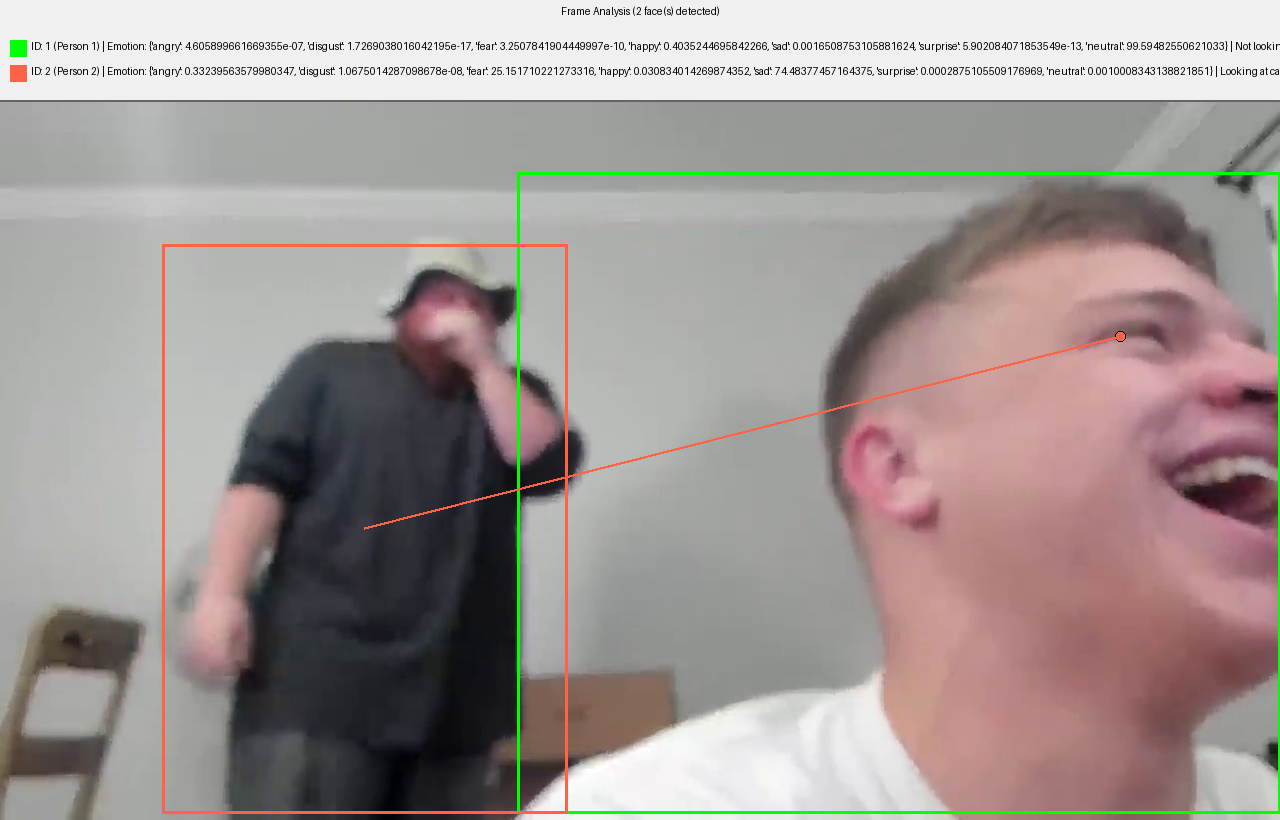 Frame Analysis (2 face(s) detected)
ID: 1 (Person 1) | Emotion: {'angry': 4.605899661669355e-07, 'disgust': 1.7269038016042195e-17, 'fear': 3.2507841904449997e-10, 'happy': 0.4035244695842266, 'sad': 0.0016508753105881624, 'surprise': 5.902084071853549e-13, 'neutral': 99.59482550621033} | Not lookin
ID: 2 (Person 2) | Emotion: {'angry': 0.33239563579980347, 'disgust': 1.0675014287098678e-08, 'fear': 25.151710221273316, 'happy': 0.030834014269874352, 'sad': 74.48377457164375, 'surprise': 0.0002875105509176969, 'neutral': 0.0010008343138821851} | Looking at ca